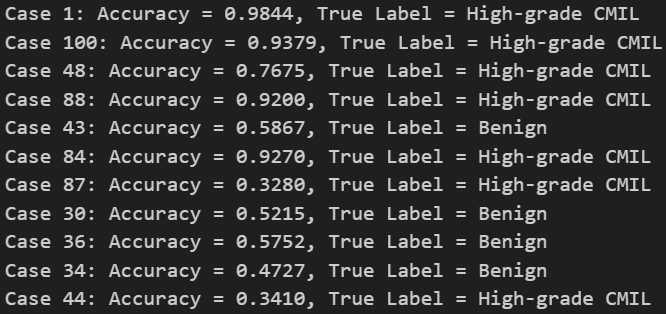 Case 1: Accuracy = 0.9844, True Label = High-grade CMIL
Case 100: Accuracy = 0.9379, True Label = High-grade CMIL
Case 48: Accuracy = 0.7675, True Label = High-grade CMIL
Case 88: Accuracy = 0.9200, True Label = High-grade CMIL
Case 43: Accuracy = 0.5867, True Label = Benign
Case 84: Accuracy = 0.9270, True Label = High-grade CMIL
Case 87: Accuracy = 0.3280, True Label = High-grade CMIL
Case 30: Accuracy = 0.5215, True Label = Benign
Case 36: Accuracy = 0.5752, True Label = Benign
Case 34: Accuracy = 0.4727, True Label = Benign
Case 44: Accuracy = 0.3410, True Label = High-grade CMIL